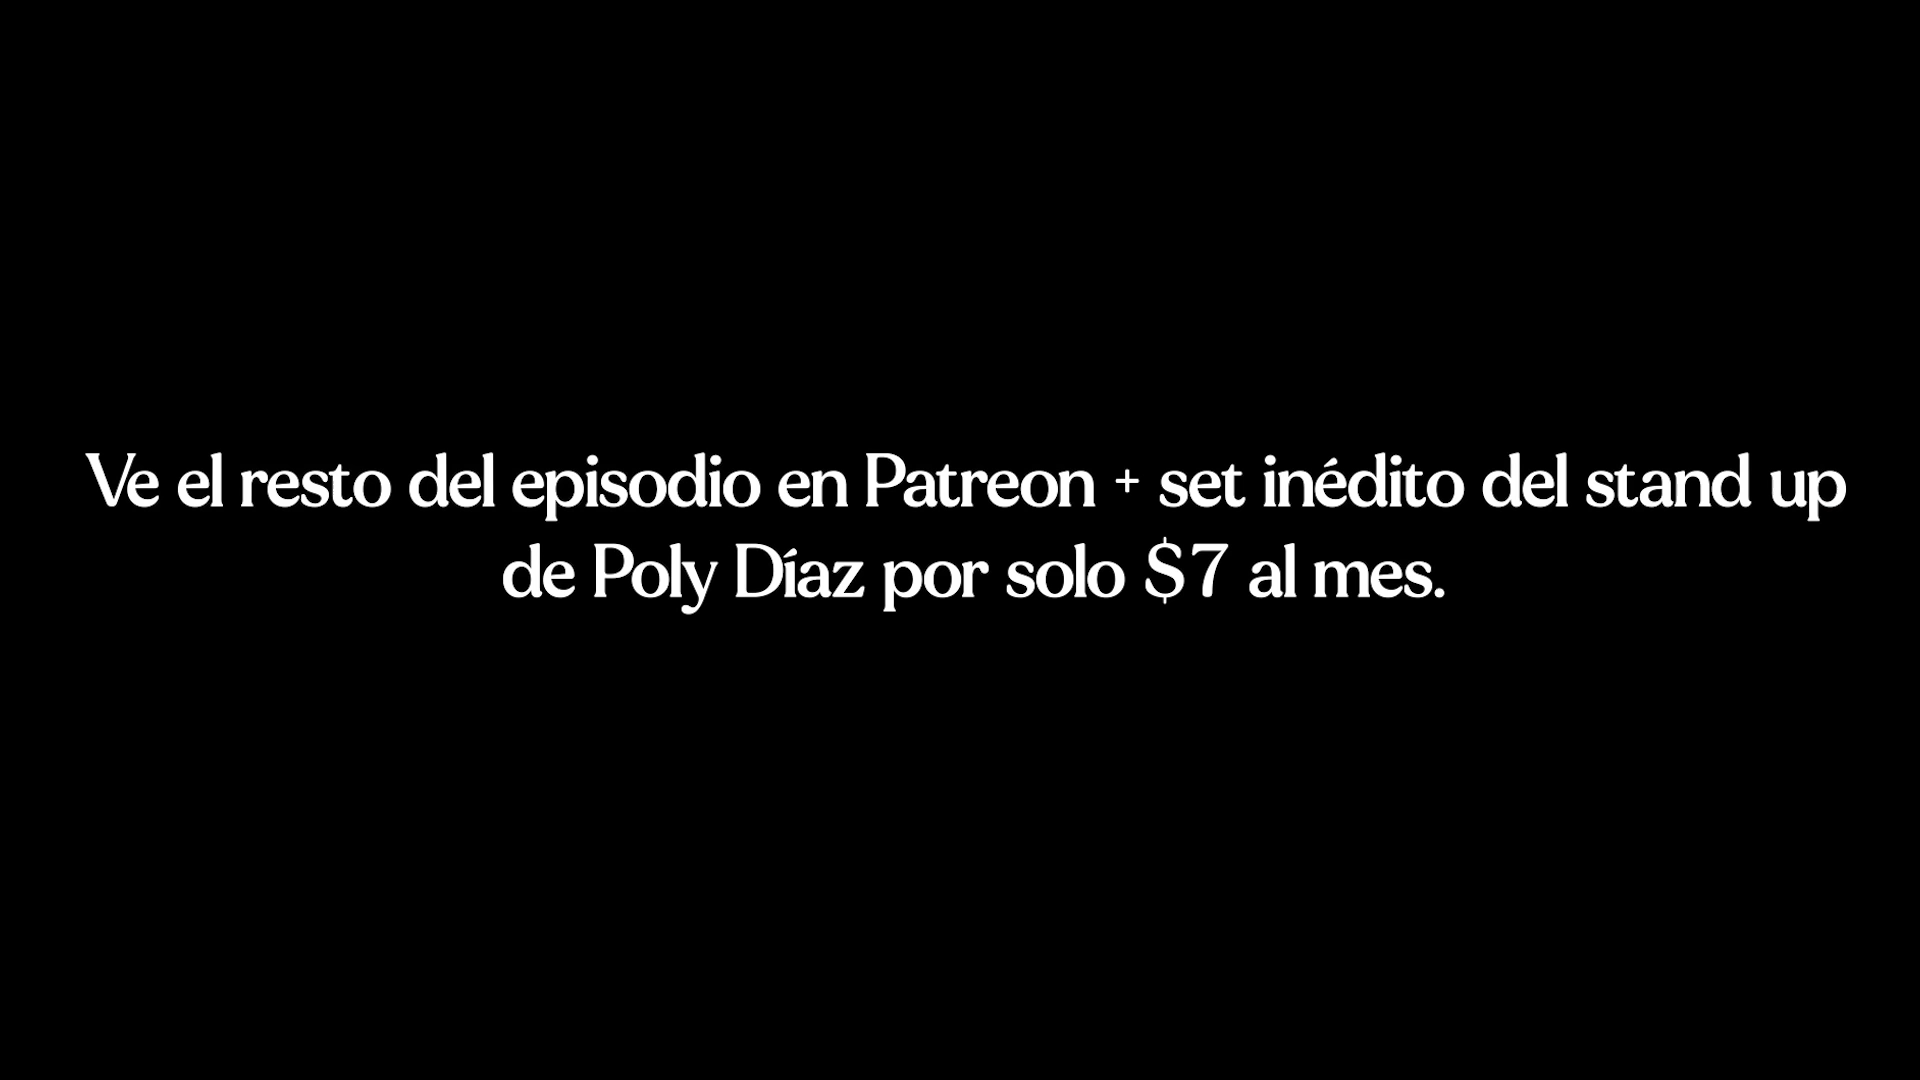 Ve el resto del episodio en Patreon + set inédito del stand up
de Poly Díaz por solo $7 al mes.